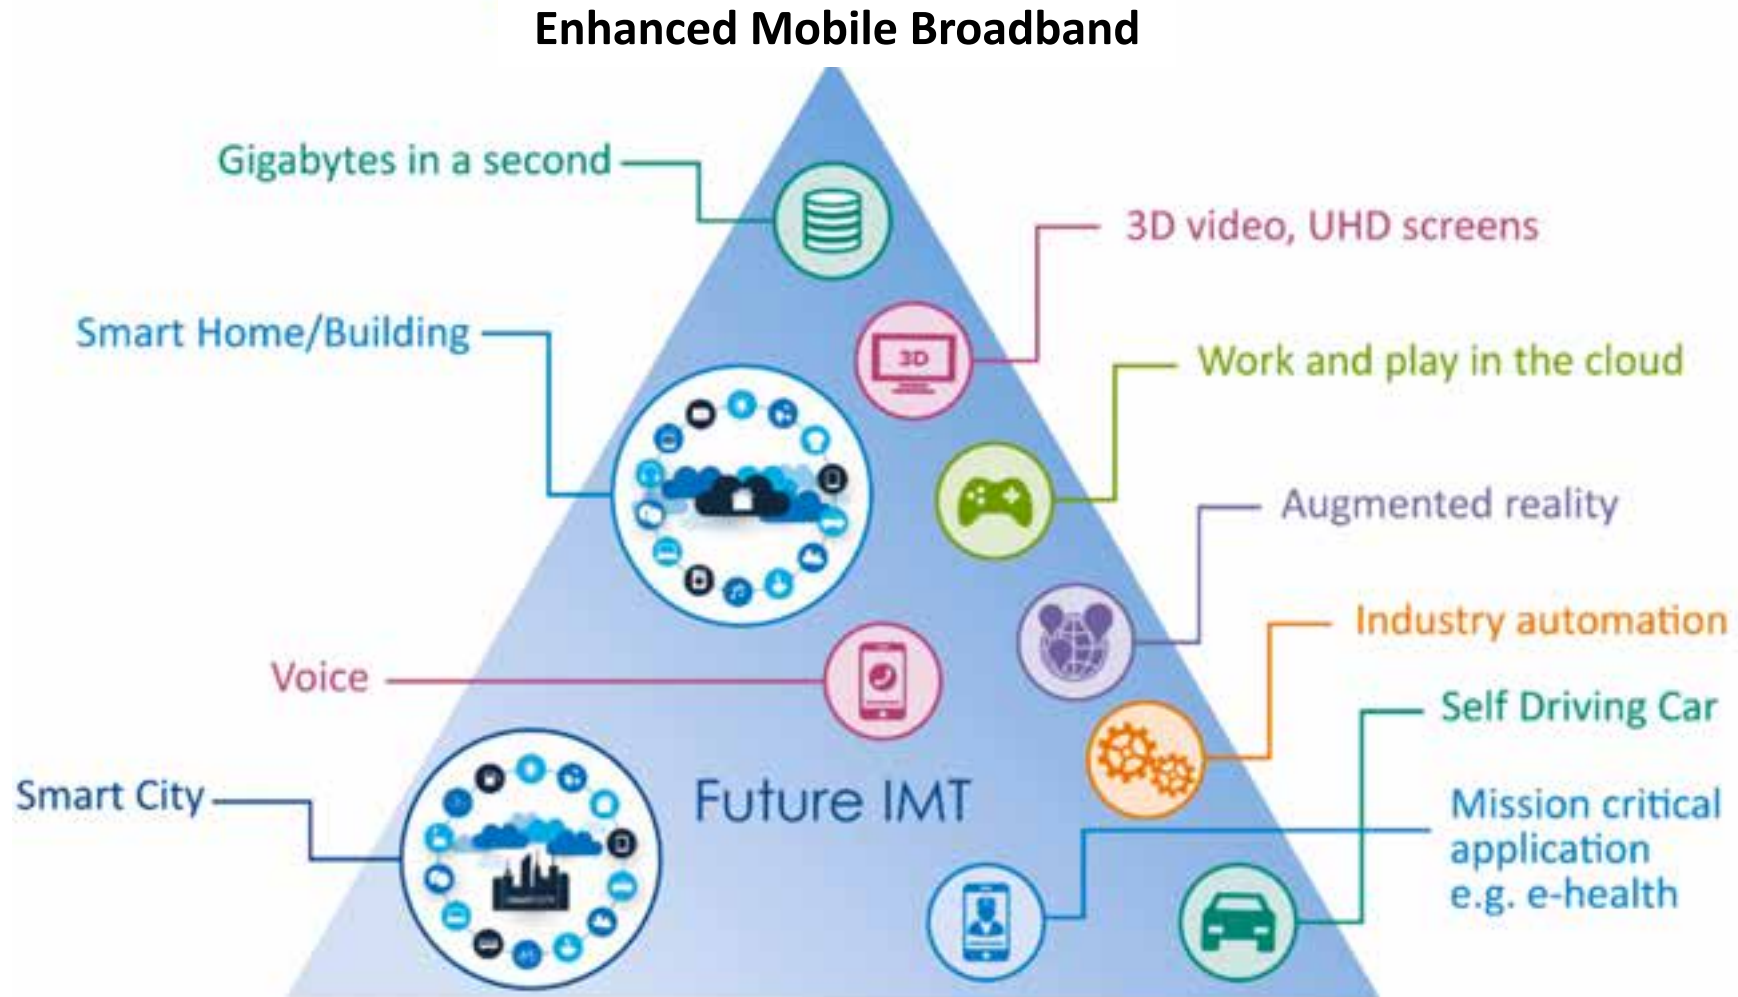 Enhanced Mobile Broadband
Gigabytes in a second
3D video, UHD screens
3D
Smart Home/Building
Work and play in the cloud
Augmented reality
Industry automation
Voice
Self Driving Car
Smart City
Future IMT
Mission critical
application
e.g. e-health